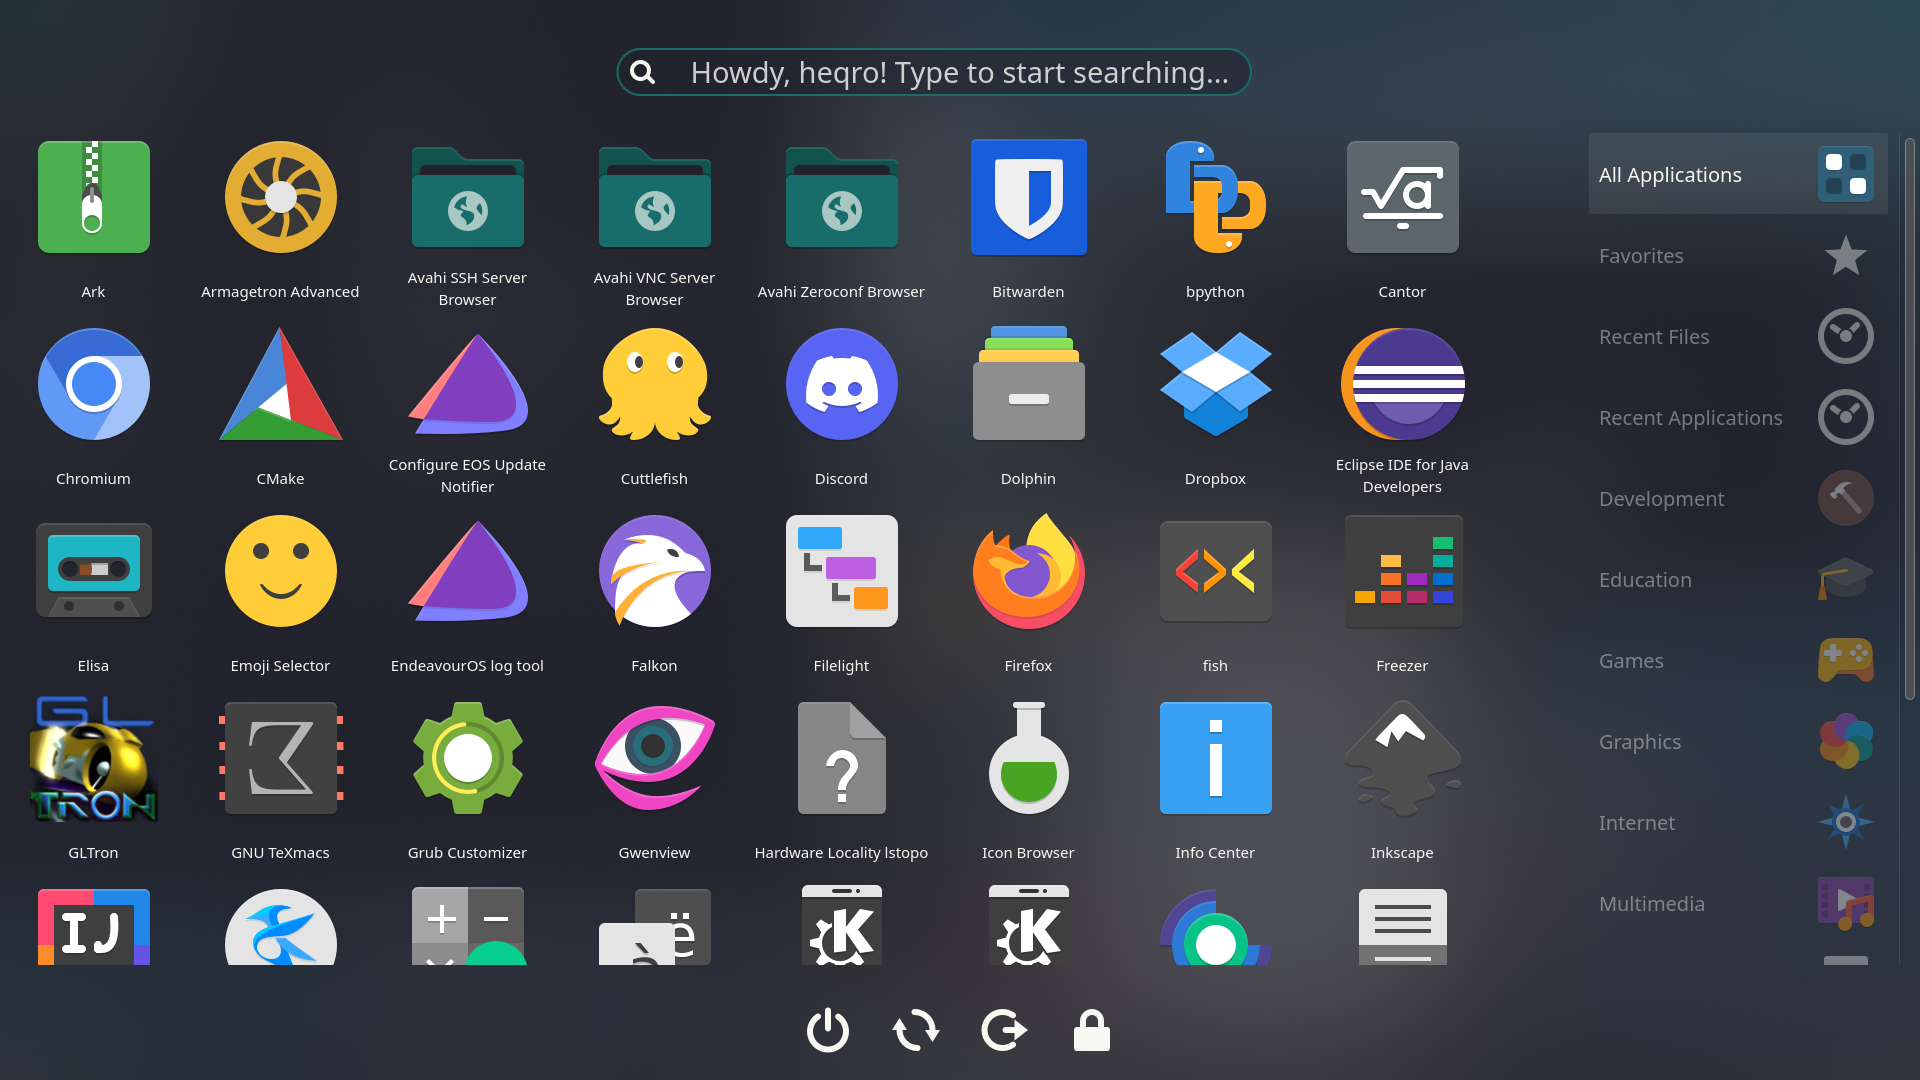 Howdy, heqro! Type to start searching...
Ark
Armagetron Advanced
Avahi SSH Server
Browser
Avahi VNC Server
Browser
Avahi Zeroconf Browser
Bitwarden
bpython
Cantor
Chromium
CMake
Configure EOS Update
Notifier
Cuttlefish
Discord
Dolphin
Dropbox
Eclipse IDE for Java
Developers
Elisa
Emoji Selector
EndeavourOS log tool
Falkon
Filelight
Firefox
fish
Freezer
GL
TRON
GLTron
GNU TeXmacs
Grub Customizer
Gwenview
Hardware Locality lstopo
Icon Browser
Info Center
Inkscape
IJ
All Applications
Favorites
Recent Files
Recent Applications
Development
Education
Games
Graphics
Internet
Multimedia